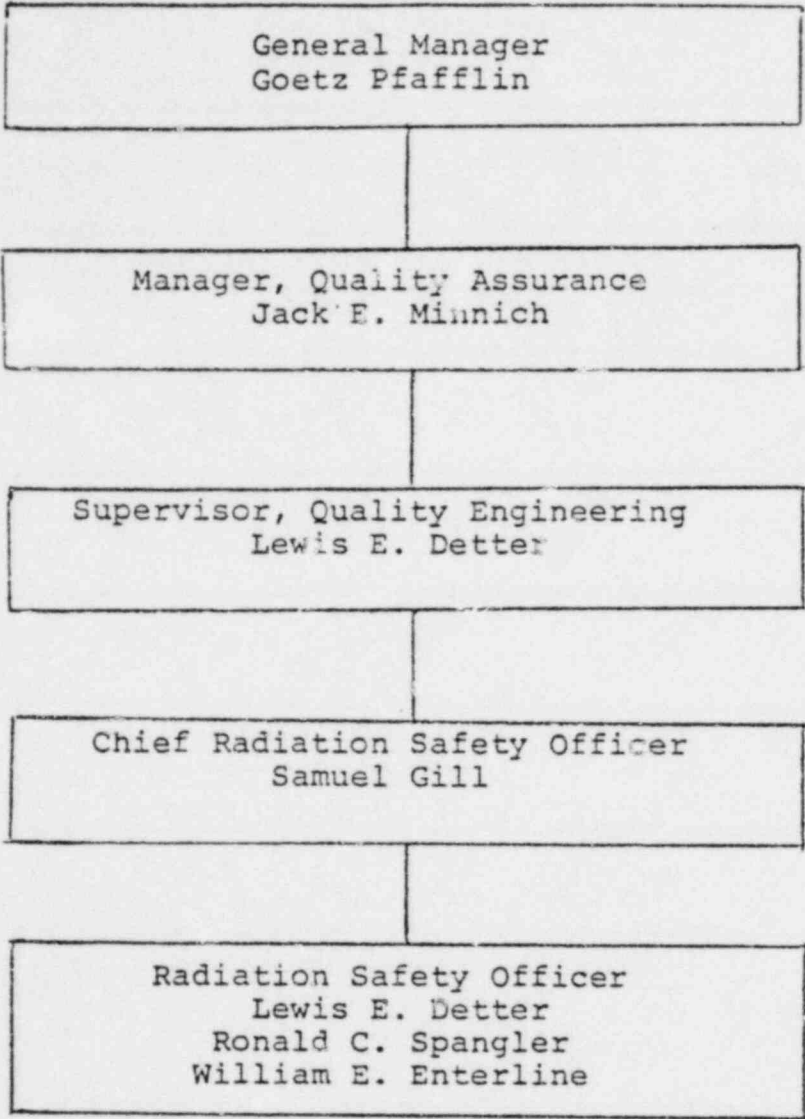 General Manager
Goetz Pfafflin
Manager, Quality Assurance
Jack E. Minnich
Supervisor, Quality Engineering
Lewis E. Detter
Chief Radiation Safety Officer
Samuel Gill
Radiation Safety Officer
Lewis E. Detter
Ronald C. Spangler
William E. Enterline